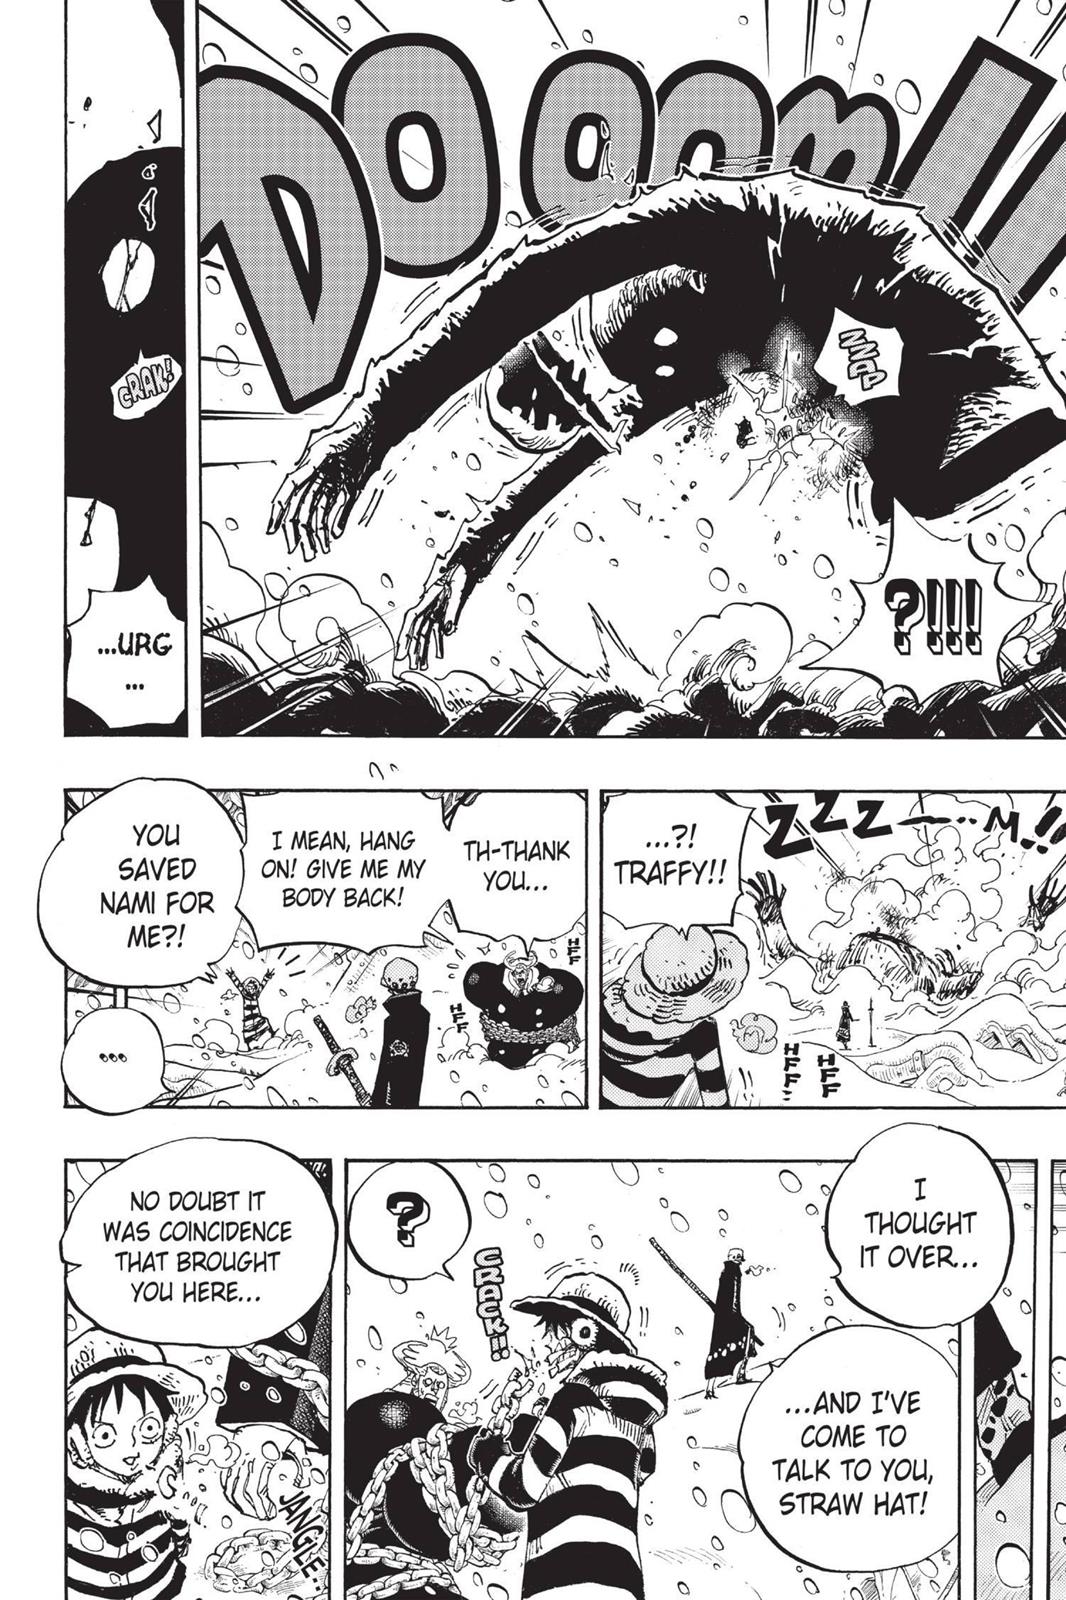 DOOOM!!
ZZAP
?!!!
CRAK!
...URG
...
ZZZ—...M!!
...?!
TRAFFY!!
HFF!
HFF
TH-THANK
YOU...
HFF
HFF
I MEAN, HANG
ON! GIVE ME MY
BODY BACK!
YOU
SAVED
NAMI FOR
ME?!
....
I
THOUGHT
IT OVER...
...AND I'VE
COME TO
TALK TO YOU,
STRAW HAT!
?
CRACK!!
NO DOUBT IT
WAS COINCIDENCE
THAT BROUGHT
YOU HERE...
JANGLE...